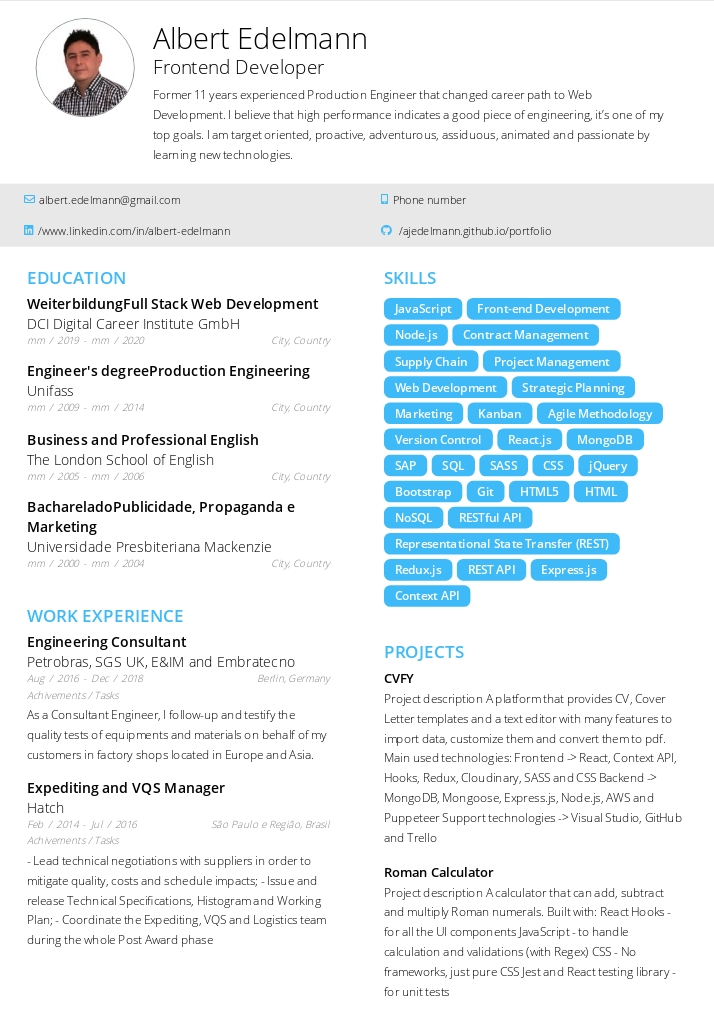 Albert Edelmann
Frontend Developer
Former 11 years experienced Production Engineer that changed career path to Web
Development. I believe that high performance indicates a good piece of engineering, it’s one of my
top goals. I am target oriented, proactive, adventurous, assiduous, animated and passionate by
learning new technologies.
albert.edelmann@gmail.com
Phone number
/www.linkedin.com/in/albert-edelmann
/ajedelmann.github.io/portfolio
EDUCATION
WeiterbildungFull Stack Web Development
DCI Digital Career Institute GmbH
mm / 2019 - mm / 2020 City, Country
Engineer's degreeProduction Engineering
Unifass
mm / 2009 - mm / 2014 City, Country
Business and Professional English
The London School of English
mm / 2005 - mm / 2006 City, Country
BachareladoPublicidade, Propaganda e
Marketing
Universidade Presbiteriana Mackenzie
mm / 2000 - mm / 2004 City, Country
WORK EXPERIENCE
Engineering Consultant
Petrobras, SGS UK, E&IM and Embratecno
Aug / 2016 - Dec / 2018 Berlin, Germany
Achivements / Tasks
As a Consultant Engineer, I follow-up and testify the
quality tests of equipments and materials on behalf of my
customers in factory shops located in Europe and Asia.
Expediting and VQS Manager
Hatch
Feb / 2014 - Jul / 2016 São Paulo e Região, Brasil
Achivements / Tasks
- Lead technical negotiations with suppliers in order to
mitigate quality, costs and schedule impacts; - Issue and
release Technical Specifications, Histogram and Working
Plan; - Coordinate the Expediting, VQS and Logistics team
during the whole Post Award phase
SKILLS
JavaScript Front-end Development
Node.js Contract Management
Supply Chain Project Management
Web Development Strategic Planning
Marketing Kanban Agile Methodology
Version Control React.js MongoDB
SAP SQL SASS CSS jQuery
Bootstrap Git HTML5 HTML
NoSQL RESTful API
Representational State Transfer (REST)
Redux.js REST API Express.js
Context API
PROJECTS
CVFY
Project description A platform that provides CV, Cover
Letter templates and a text editor with many features to
import data, customize them and convert them to pdf.
Main used technologies: Frontend -> React, Context API,
Hooks, Redux, Cloudinary, SASS and CSS Backend ->
MongoDB, Mongoose, Express.js, Node.js, AWS and
Puppeteer Support technologies -> Visual Studio, GitHub
and Trello
Roman Calculator
Project description A calculator that can add, subtract
and multiply Roman numerals. Built with: React Hooks -
for all the UI components JavaScript - to handle
calculation and validations (with Regex) CSS - No
frameworks, just pure CSS Jest and React testing library -
for unit tests